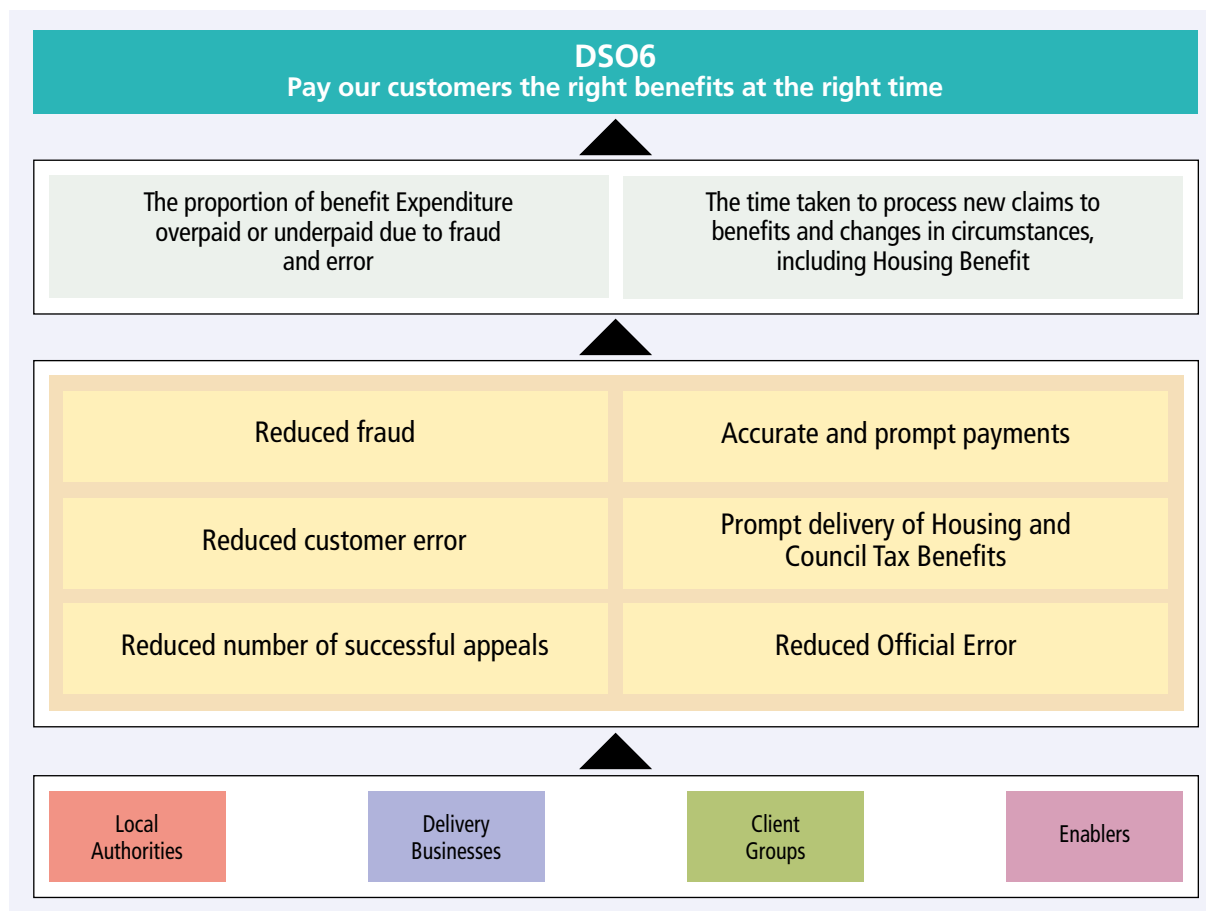 DSO6
Pay our customers the right benefits at the right time
The proportion of benefit Expenditure
overpaid or underpaid due to fraud
and error
The time taken to process new claims to
benefits and changes in circumstances,
including Housing Benefit
Reduced fraud
Accurate and prompt payments
Reduced customer error
Prompt delivery of Housing and
Council Tax Benefits
Reduced number of successful appeals
Reduced Official Error
Local
Authorities
Delivery
Businesses
Client
Groups
Enablers